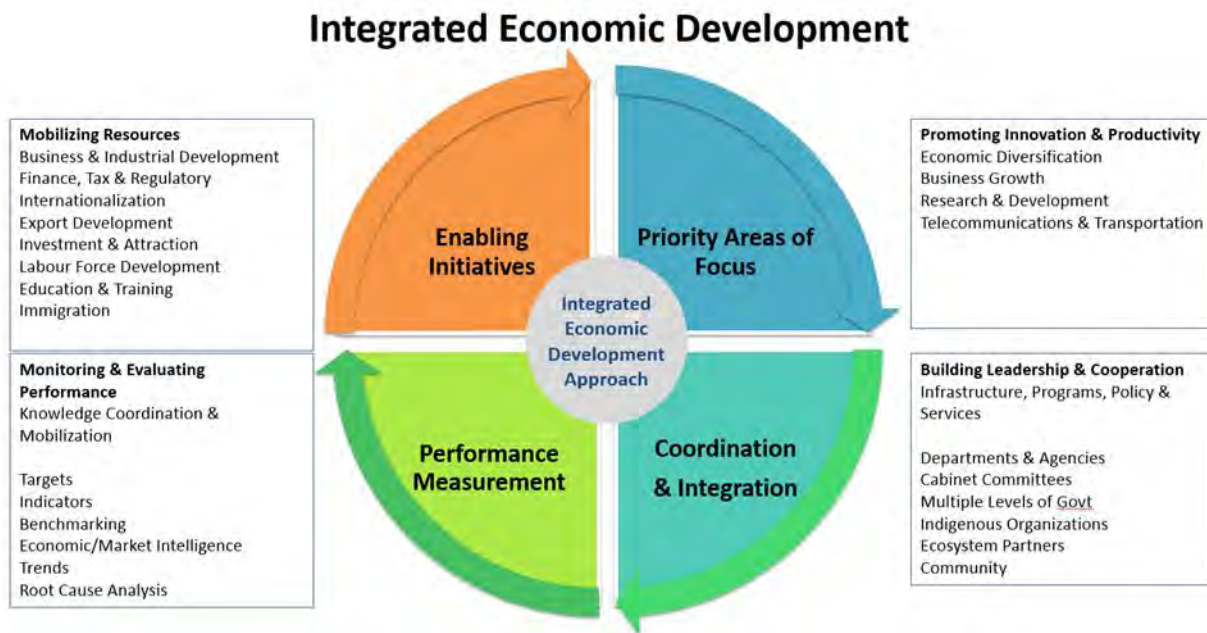 Integrated Economic Development
Mobilizing Resources
Business & Industrial Development
Finance, Tax & Regulatory
Internationalization
Export Development
Investment & Attraction
Labour Force Development
Education & Training
Immigration
Enabling
Initiatives
Priority Areas of
Focus
Promoting Innovation & Productivity
Economic Diversification
Business Growth
Research & Development
Telecommunications & Transportation
Integrated
Economic
Development
Approach
Monitoring & Evaluating
Performance
Knowledge Coordination &
Mobilization
Targets
Indicators
Benchmarking
Economic/Market Intelligence
Trends
Root Cause Analysis
Performance
Measurement
Coordination
& Integration
Building Leadership & Cooperation
Infrastructure, Programs, Policy &
Services
Departments & Agencies
Cabinet Committees
Multiple Levels of Govt
Indigenous Organizations
Ecosystem Partners
Community